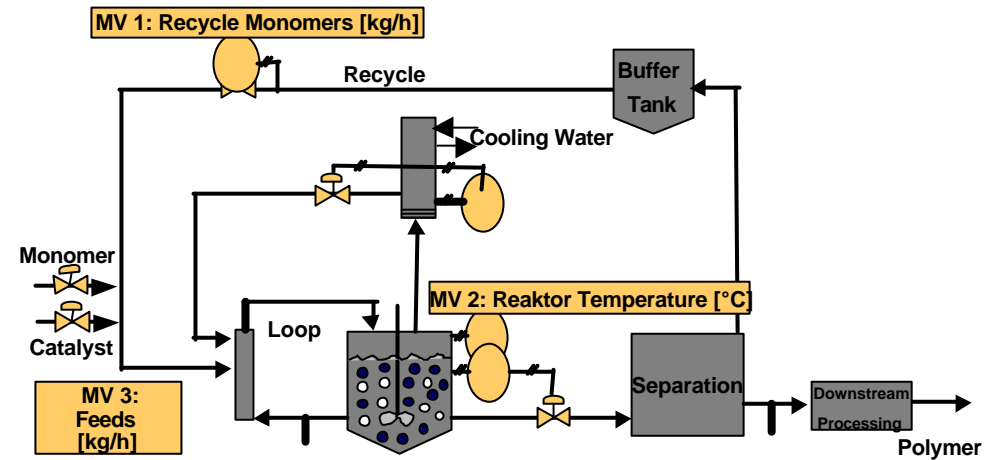 MV 1: Recycle Monomers [kg/h]
Recycle
Buffer
Tank
Cooling Water
Monomer
Catalyst
MV 2: Reaktor Temperature [°C]
Loop
MV 3:
Feeds
[kg/h]
Separation
Downstream
Processing
Polymer